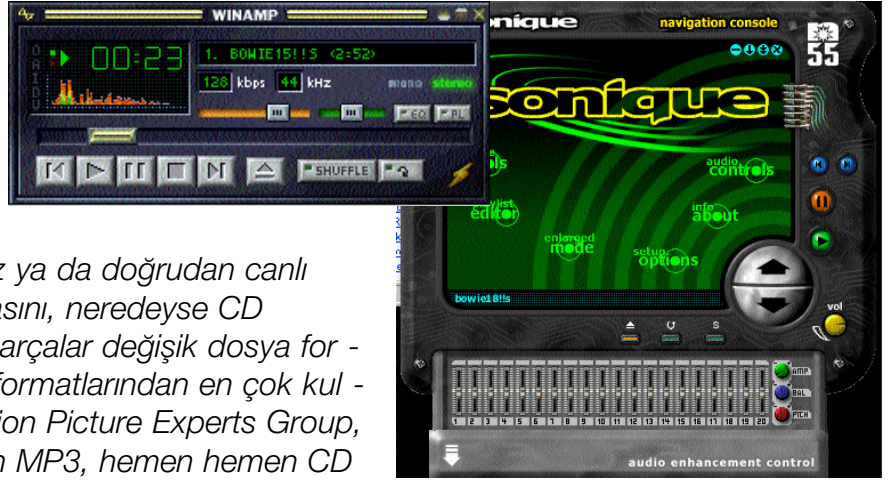 WINAMP
O A I D V
00:23
1. BOWIE15!!S <2:52>
128 kbps 44 kHz
mono stereo
EQ PL
SHUFFLE
nique
navigation console
55
sonique
ls
audio controls
playlist editor
info about
enlarged mode
setup options
bowie18!!s
vol
S
AMP
BAL
PTCH
1 2 3 4 5 6 7 8 9 10 11 12 13 14 15 16 17 18 19 20
audio enhancement control
z ya da doğrudan canlı
asını, neredeyse CD
arçalar değişik dosya for -
formatlarından en çok kul -
ion Picture Experts Group,
n MP3, hemen hemen CD